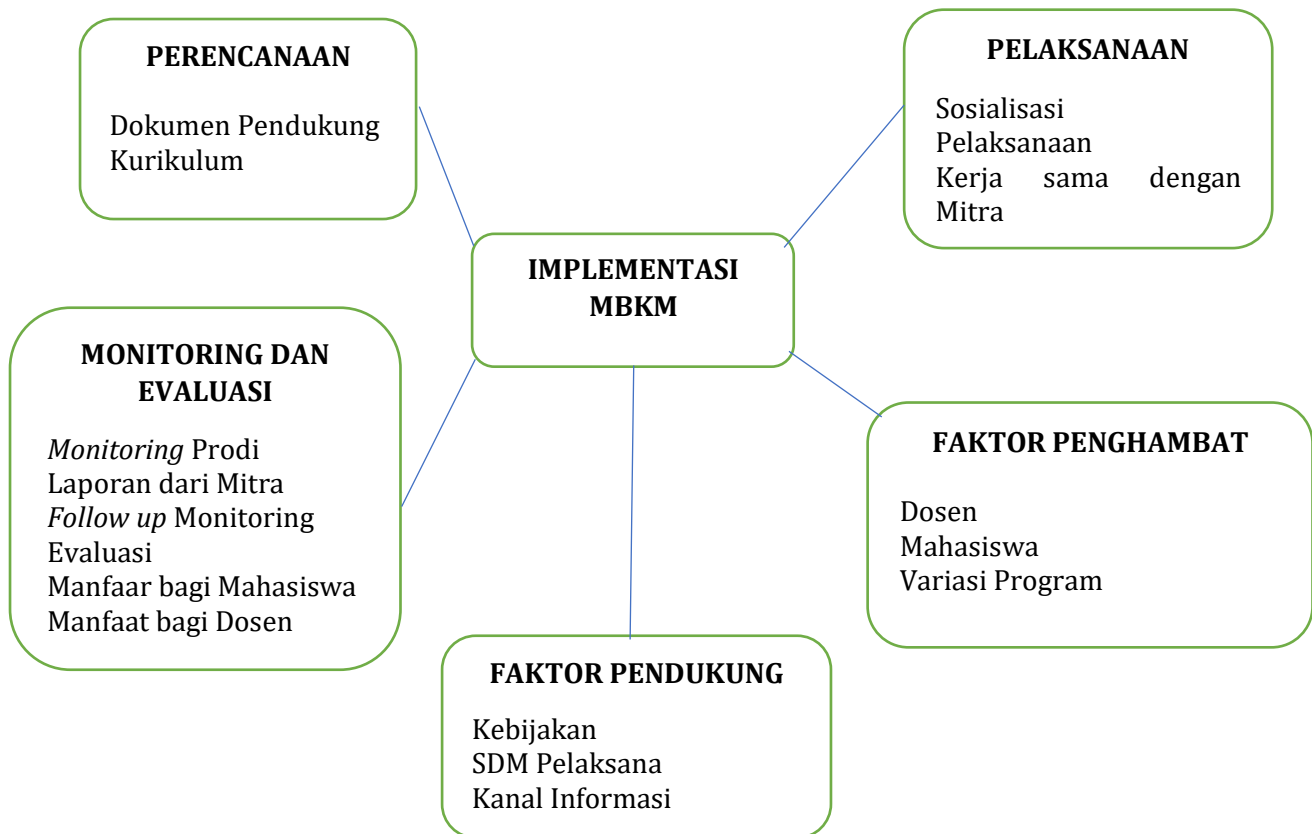 PERENCANAAN
Dokumen Pendukung
Kurikulum
PELAKSANAAN
Sosialisasi
Pelaksanaan
Kerja sama dengan
Mitra
IMPLEMENTASI
MBKM
MONITORING DAN
EVALUASI
Monitoring Prodi
Laporan dari Mitra
Follow up Monitoring
Evaluasi
Manfaar bagi Mahasiswa
Manfaat bagi Dosen
FAKTOR PENGHAMBAT
Dosen
Mahasiswa
Variasi Program
FAKTOR PENDUKUNG
Kebijakan
SDM Pelaksana
Kanal Informasi